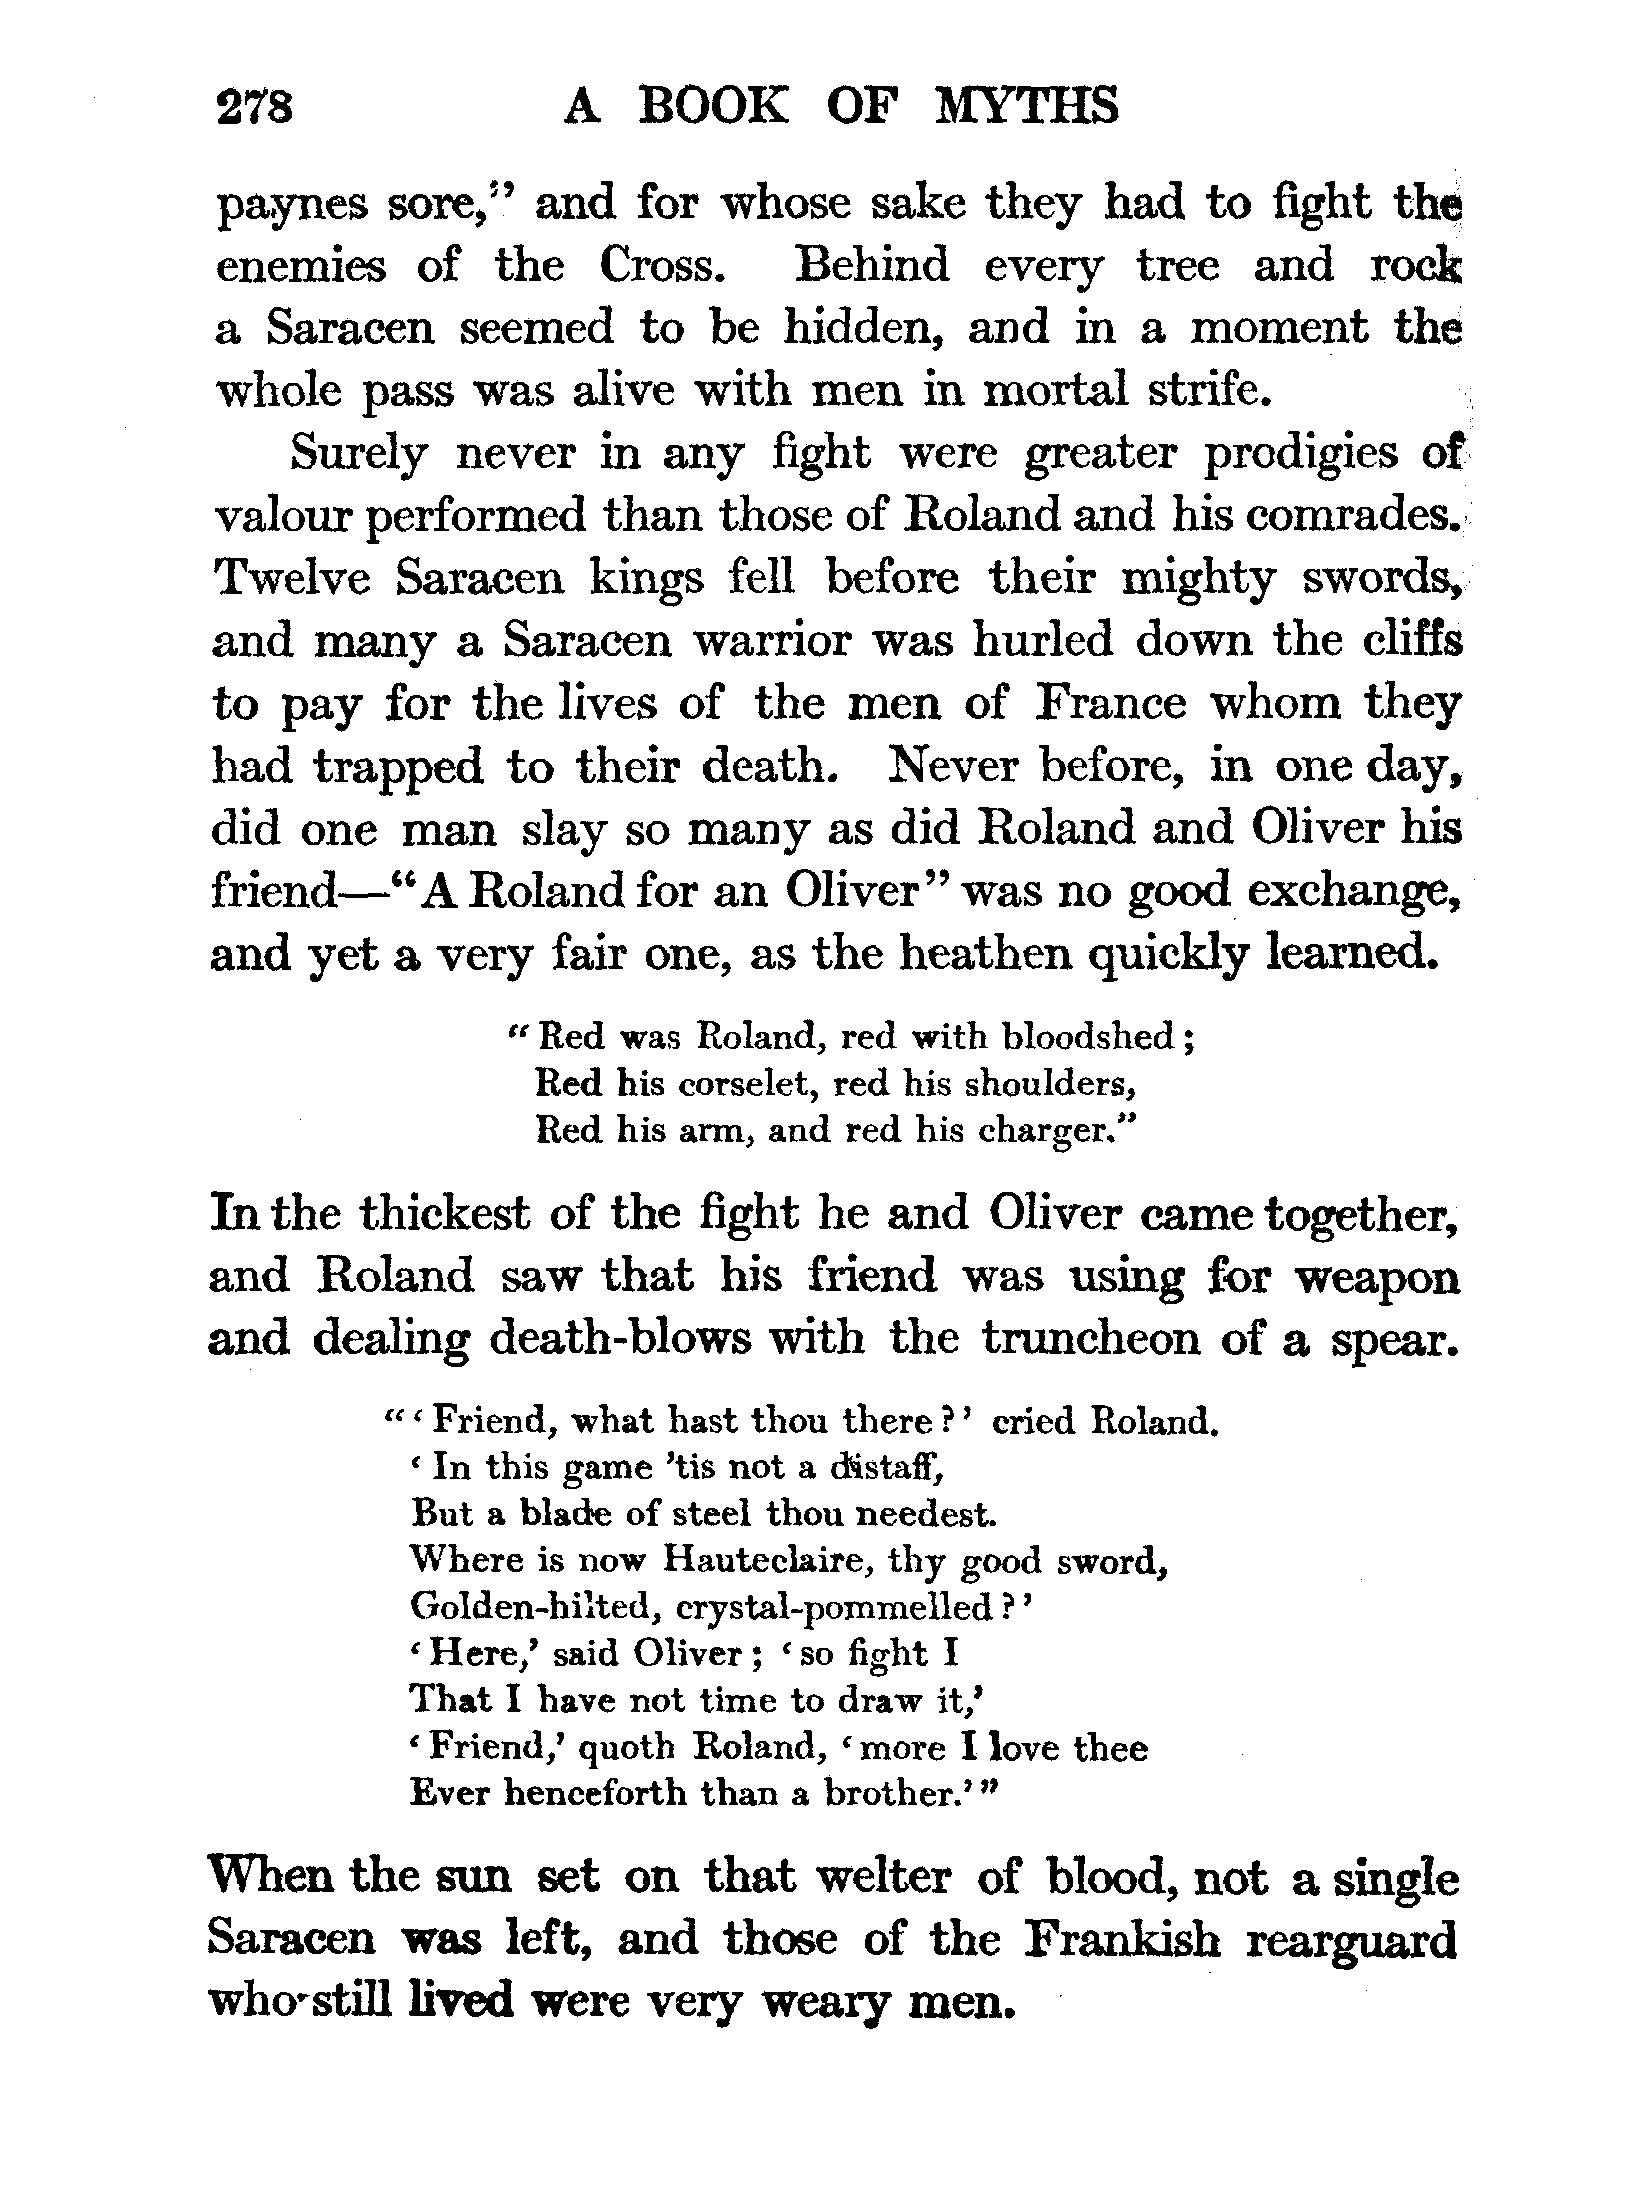 278 A BOOK OF MYTHS
paynes sore,” and for whose sake they had to fight the
enemies of the Cross. Behind every tree and rock
a Saracen seemed to be hidden, and in a moment the
whole pass was alive with men in mortal strife.
Surely never in any fight were greater prodigies of
valour performed than those of Roland and his comrades.
Twelve Saracen kings fell before their mighty swords,
and many a Saracen warrior was hurled down the cliffs
to pay for the lives of the men of France whom they
had trapped to their death. Never before, in one day,
did one man slay so many as did Roland and Oliver his
friend—“A Roland for an Oliver” was no good exchange,
and yet a very fair one, as the heathen quickly learned.
“Red was Roland, red with bloodshed;
Red his corselet, red his shoulders,
Red his arm, and red his charger.”
In the thickest of the fight he and Oliver came together,
and Roland saw that his friend was using for weapon
and dealing death-blows with the truncheon of a spear.
“‘Friend, what hast thou there?’ cried Roland.
‘In this game ’tis not a distaff,
But a blade of steel thou needest.
Where is now Hauteclaire, thy good sword,
Golden-hilted, crystal-pommelled?’
‘Here,’ said Oliver; ‘so fight I
That I have not time to draw it,’
‘Friend,’ quoth Roland, ‘more I love thee
Ever henceforth than a brother.’”
When the sun set on that welter of blood, not a single
Saracen was left, and those of the Frankish rearguard
who still lived were very weary men.